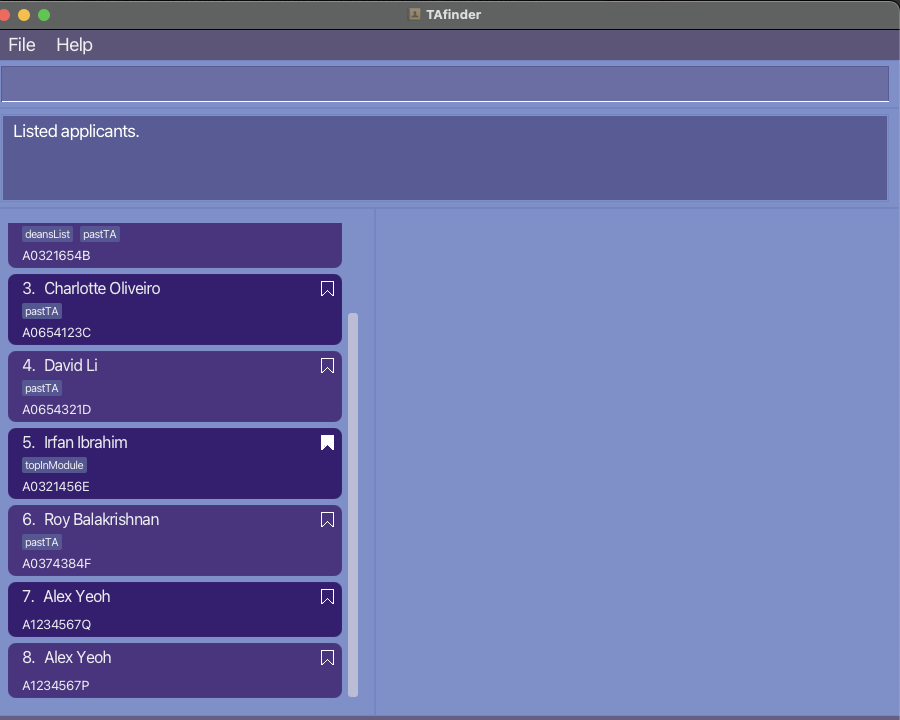 TAfinder
File Help
Listed applicants.
deansList pastTA
A0321654B
3. Charlotte Oliveiro
pastTA
A0654123C
4. David Li
pastTA
A0654321D
5. Irfan Ibrahim
topInModule
A0321456E
6. Roy Balakrishnan
pastTA
A0374384F
7. Alex Yeoh
A1234567Q
8. Alex Yeoh
A1234567P